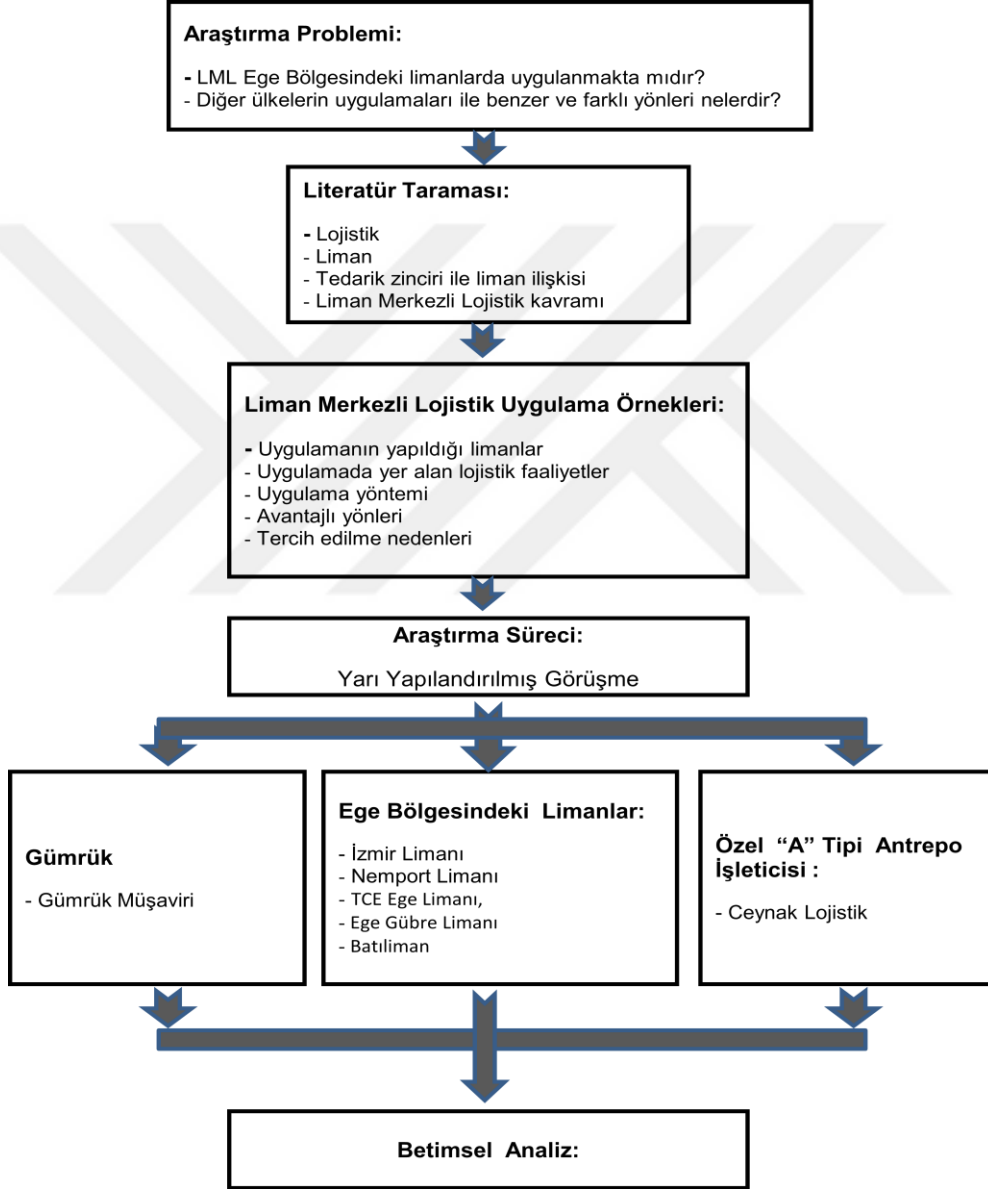 Araştırma Problemi:
- LML Ege Bölgesindeki limanlarda uygulanmakta mıdır?
- Diğer ülkelerin uygulamaları ile benzer ve farklı yönleri nelerdir?
Literatür Taraması:
- Lojistik
- Liman
- Tedarik zinciri ile liman ilişkisi
- Liman Merkezli Lojistik kavramı
Liman Merkezli Lojistik Uygulama Örnekleri:
- Uygulamanın yapıldığı limanlar
- Uygulamada yer alan lojistik faaliyetler
- Uygulama yöntemi
- Avantajlı yönleri
- Tercih edilme nedenleri
Araştırma Süreci:
Yarı Yapılandırılmış Görüşme
Gümrük
- Gümrük Müşaviri
Ege Bölgesindeki Limanlar:
- İzmir Limanı
- Nemport Limanı
- TCE Ege Limanı,
- Ege Gübre Limanı
- Batıliman
Özel “A” Tipi Antrepo
İşleticisi :
- Ceynak Lojistik
Betimsel Analiz: